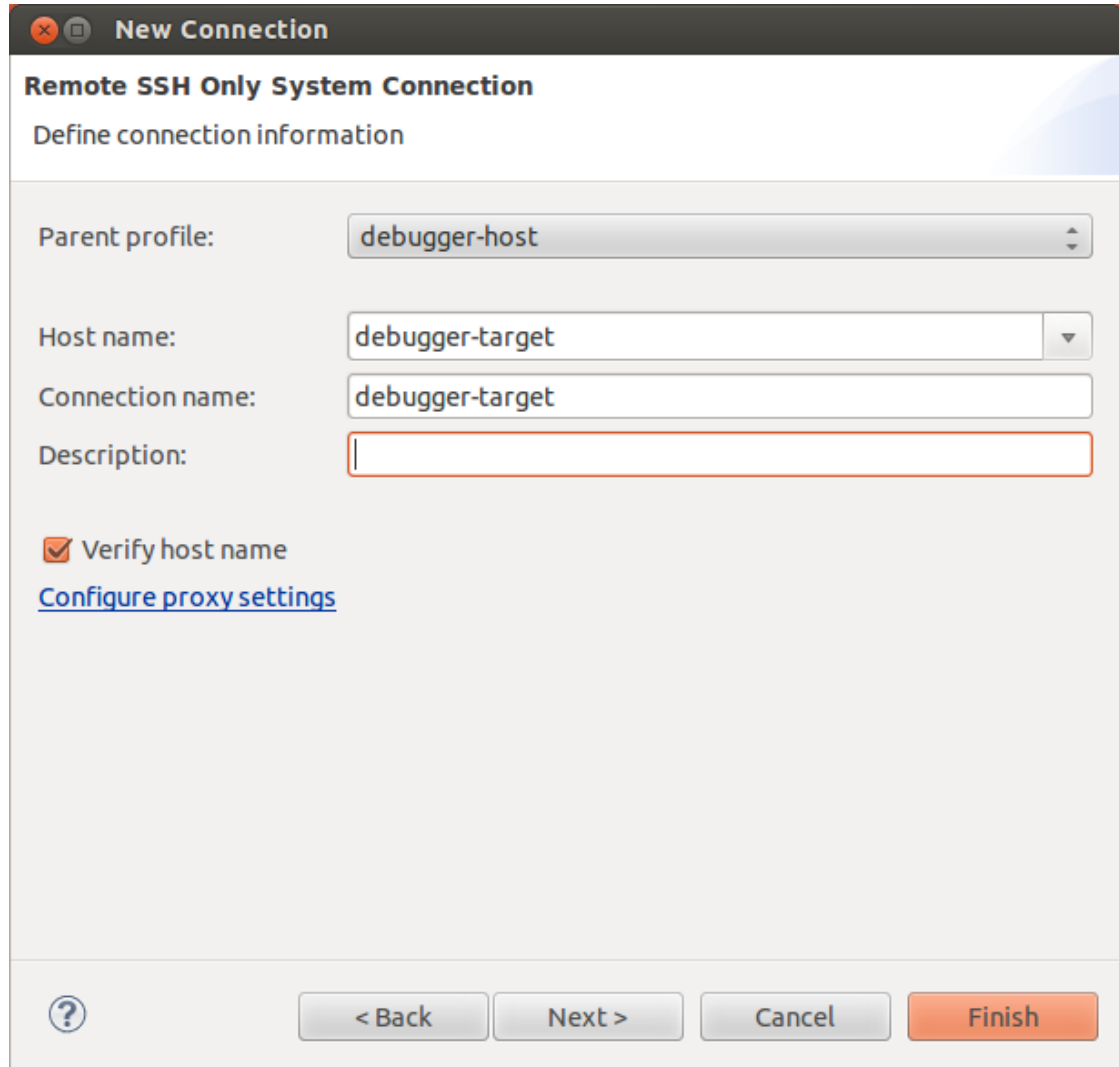 New Connection
Remote SSH Only System Connection
Define connection information
Parent profile: debugger-host
Host name: debugger-target
Connection name: debugger-target
Description:
Verify host name
Configure proxy settings
? < Back Next > Cancel Finish